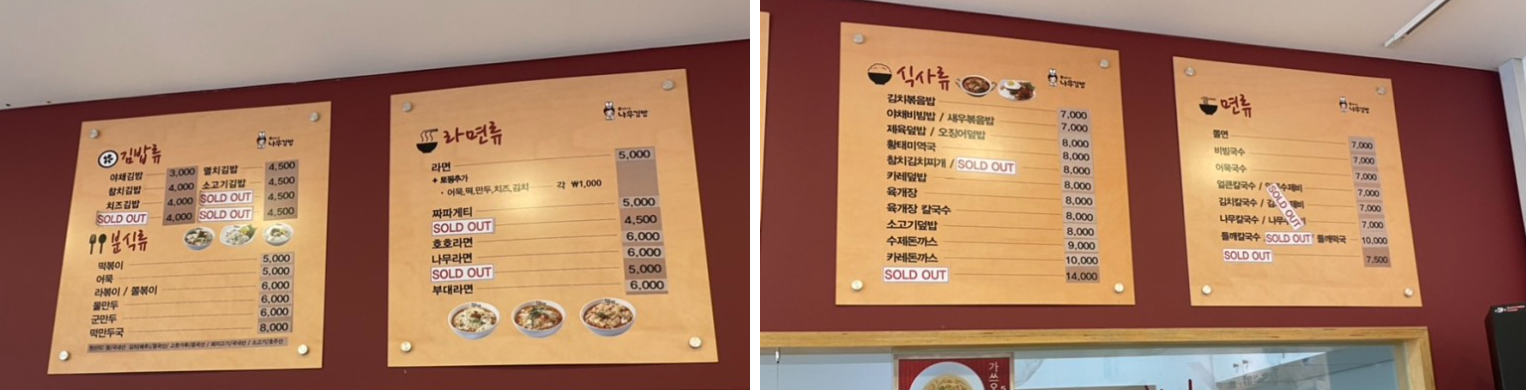 나무김밥
김밥류
야채김밥 3,000 멸치김밥 4,500
참치김밥 4,000 소고기김밥 4,500
치즈김밥 4,000 SOLD OUT 4,500
SOLD OUT 4,000 SOLD OUT 4,500
분식류
떡볶이 5,000
어묵 5,000
라볶이 / 쫄볶이 6,000
물만두 6,000
군만두 6,000
떡만두국 8,000
나무김밥
라면류
라면 5,000
+ 토핑추가
· 어묵,떡,만두,치즈,김치 각 ₩1,000
짜파게티 5,000
SOLD OUT 4,500
호호라면 6,000
나무라면 6,000
SOLD OUT 5,000
부대라면 6,000
나무김밥
식사류
김치볶음밥 7,000
야채비빔밥 / 새우볶음밥 7,000
제육덮밥 / 오징어덮밥 8,000
황태미역국 8,000
참치김치찌개 / SOLD OUT 8,000
카레덮밥 8,000
육개장 8,000
육개장 칼국수 8,000
소고기덮밥 9,000
수제돈까스 10,000
카레돈까스 14,000
SOLD OUT
나무김밥
면류
쫄면 7,000
비빔국수 7,000
어묵국수 7,000
얼큰칼국수 / 7,000
김치칼국수 / 7,000
나무칼국수 / SOLD OUT 7,000
들깨칼국수 SOLD OUT 들깨떡국 10,000
SOLD OUT 7,500
가쓰오